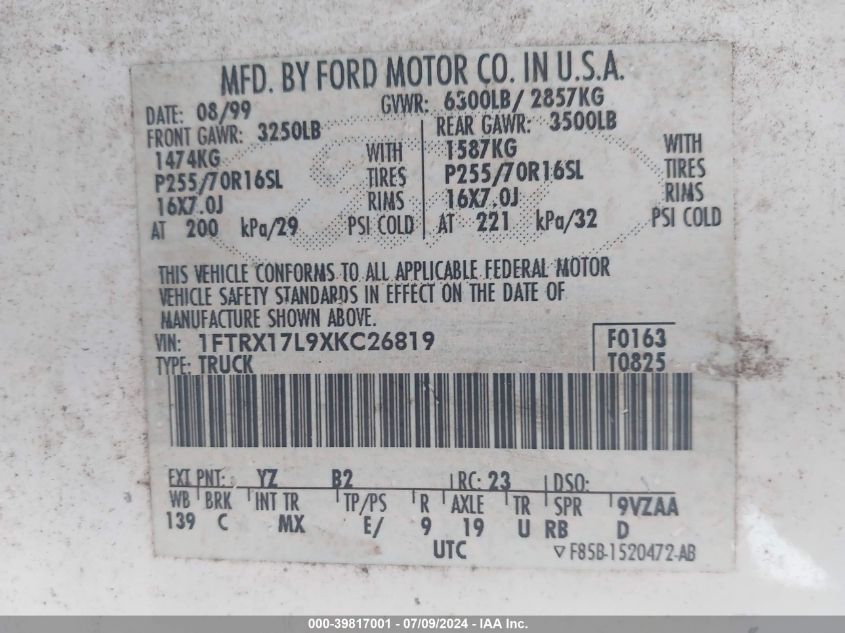 MFD. BY FORD MOTOR CO. IN U.S.A.
DATE: 08/99 GVWR: 6300LB/ 2857KG
FRONT GAWR: 3250LB REAR GAWR: 3500LB
1474KG WITH 1587KG WITH
P255/70R16SL TIRES P255/70R16SL TIRES
16X7.0J RIMS 16X7.0J RIMS
AT 200 kPa/29 PSI COLD AT 221 kPa/32 PSI COLD
THIS VEHICLE CONFORMS TO ALL APPLICABLE FEDERAL MOTOR
VEHICLE SAFETY STANDARDS IN EFFECT ON THE DATE OF
MANUFACTURE SHOWN ABOVE.
VIN: 1FTRX17L9XKC26819 F0163
TYPE: TRUCK T0825
EXT PNT: YZ B2 RC: 23 DSO:
WB BRK INT TR TP/PS R AXLE TR SPR 9VZAA
139 C MX E/ 9 19 U RB D
UTC ▽ F85B-1520472-AB
000-39817001 - 07/09/2024 - IAA Inc.